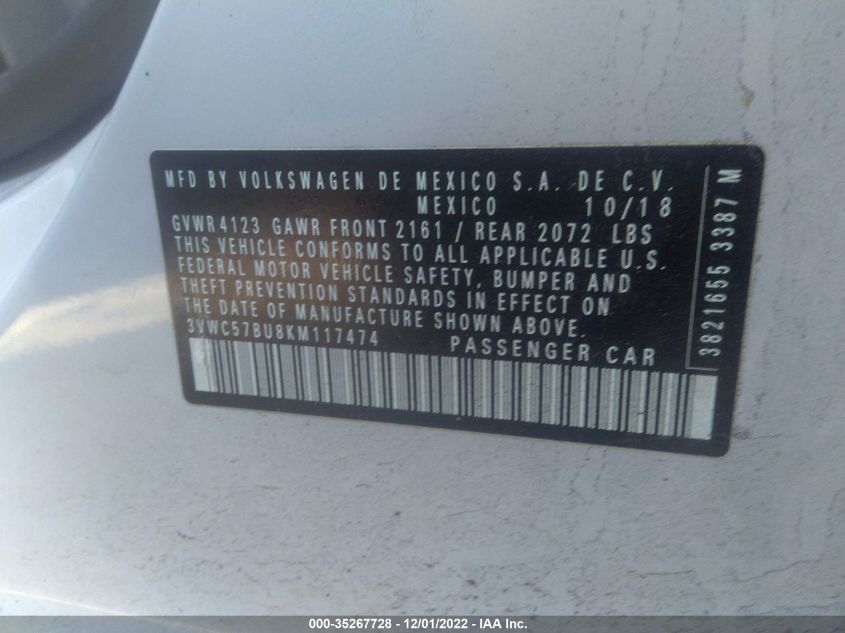 MFD BY VOLKSWAGEN DE MEXICO S.A. DE C.V.
MEXICO 10/18
GVWR 4123 GAWR FRONT 2161 / REAR 2072 LBS
THIS VEHICLE CONFORMS TO ALL APPLICABLE U.S.
FEDERAL MOTOR VEHICLE SAFETY, BUMPER AND
THEFT PREVENTION STANDARDS IN EFFECT ON
THE DATE OF MANUFACTURE SHOWN ABOVE.
3VWC57BU8KM117474 PASSENGER CAR
3821655 3387 M
000-35267728 - 12/01/2022 - IAA Inc.